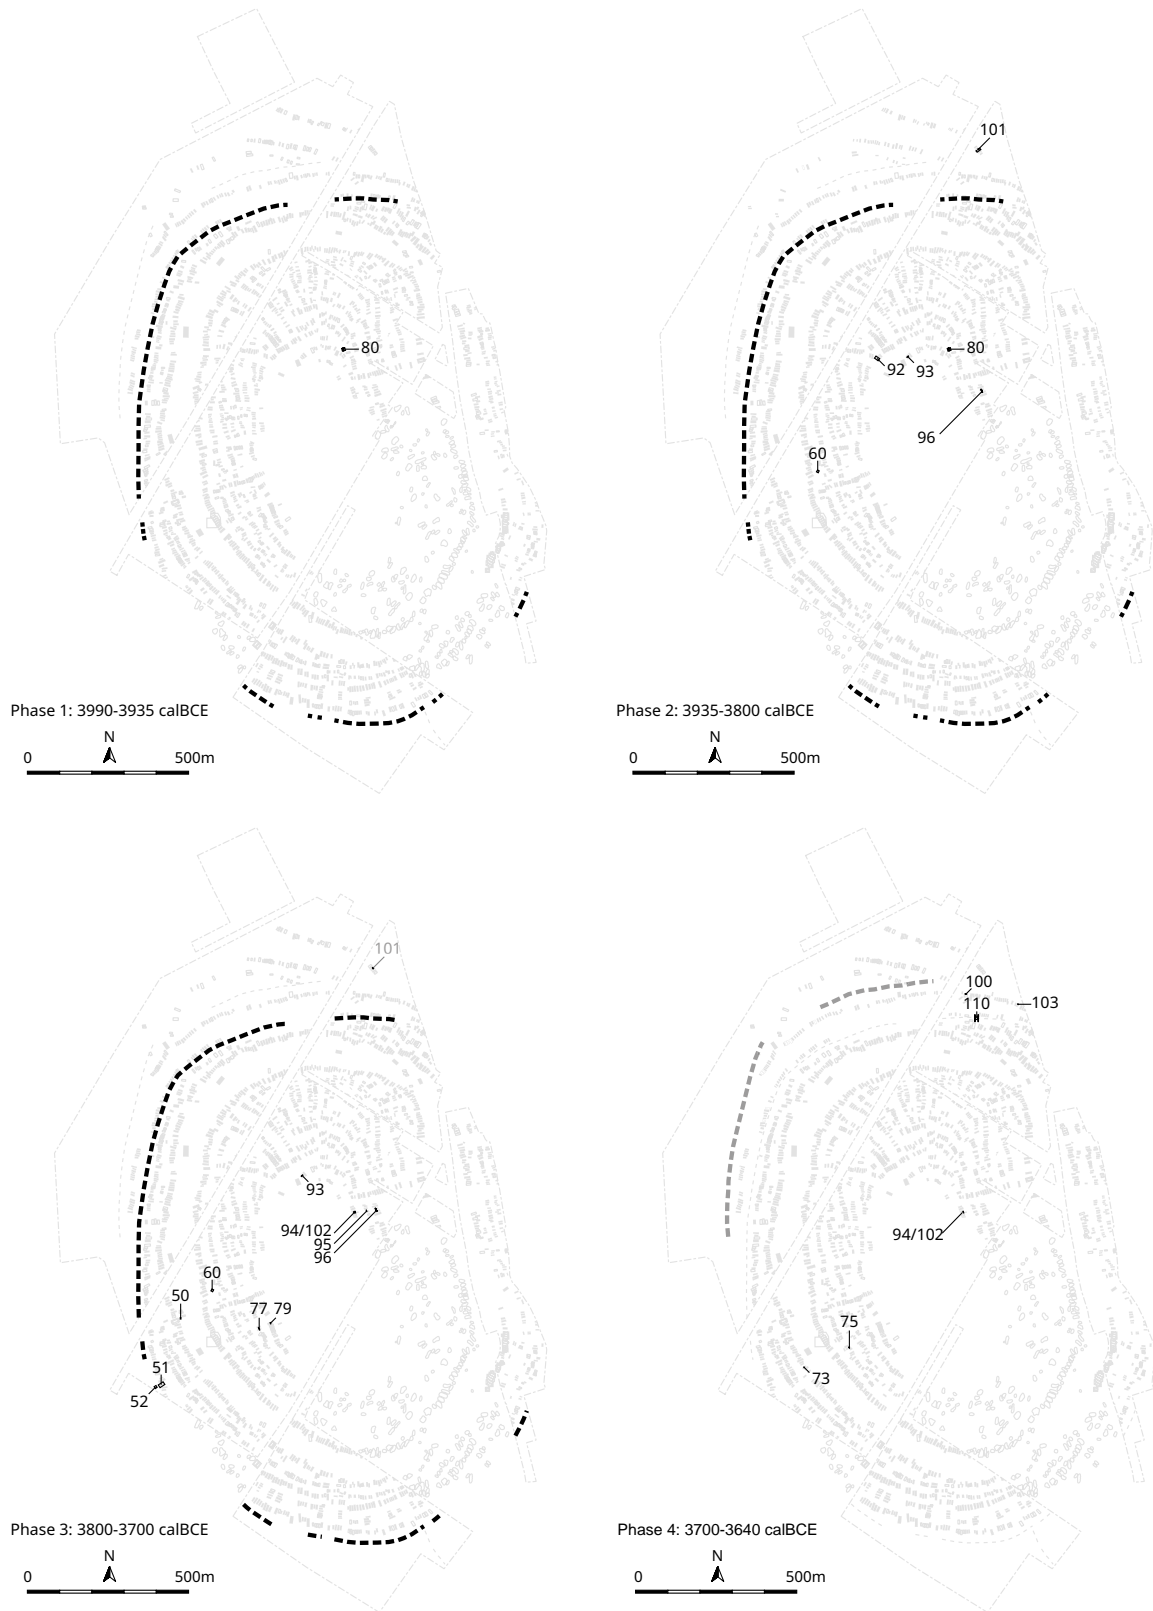 80
Phase 1: 3990-3935 calBCE
N
0 500m
101
80
92 93
96
60
Phase 2: 3935-3800 calBCE
N
0 500m
101
93
94/102
95
96
60
50
77 79
51
52
Phase 3: 3800-3700 calBCE
N
0 500m
100
110 103
94/102
75
73
Phase 4: 3700-3640 calBCE
N
0 500m